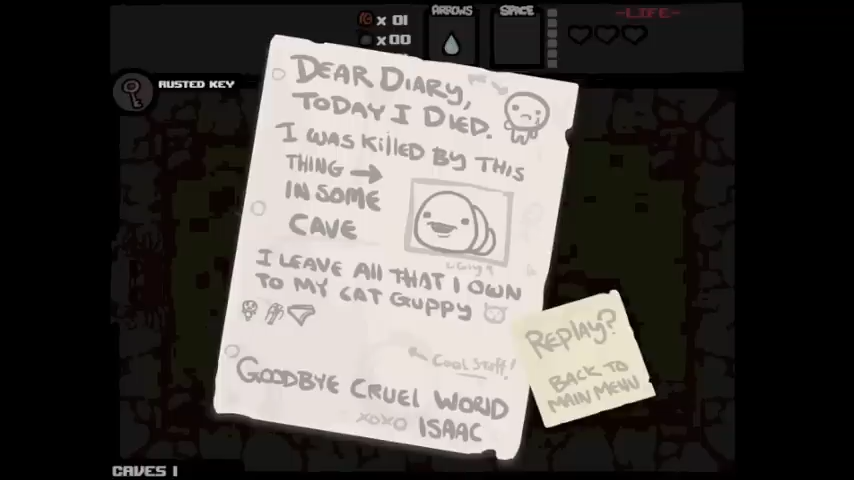 x 01
x00
ARROWS
SPACE
-LIFE-
RUSTED KEY
DEAR DIARY,
TODAY I DIED.
I WAS KILLED BY THIS
THING
IN SOME
CAVE
I LEAVE ALL THAT I OWN
TO MY CAT GUPPY
COOL STUFF!
GOODBYE CRUEL WORLD
XOXO ISAAC
REPLAY?
BACK TO
MAIN MENU
CAVES I